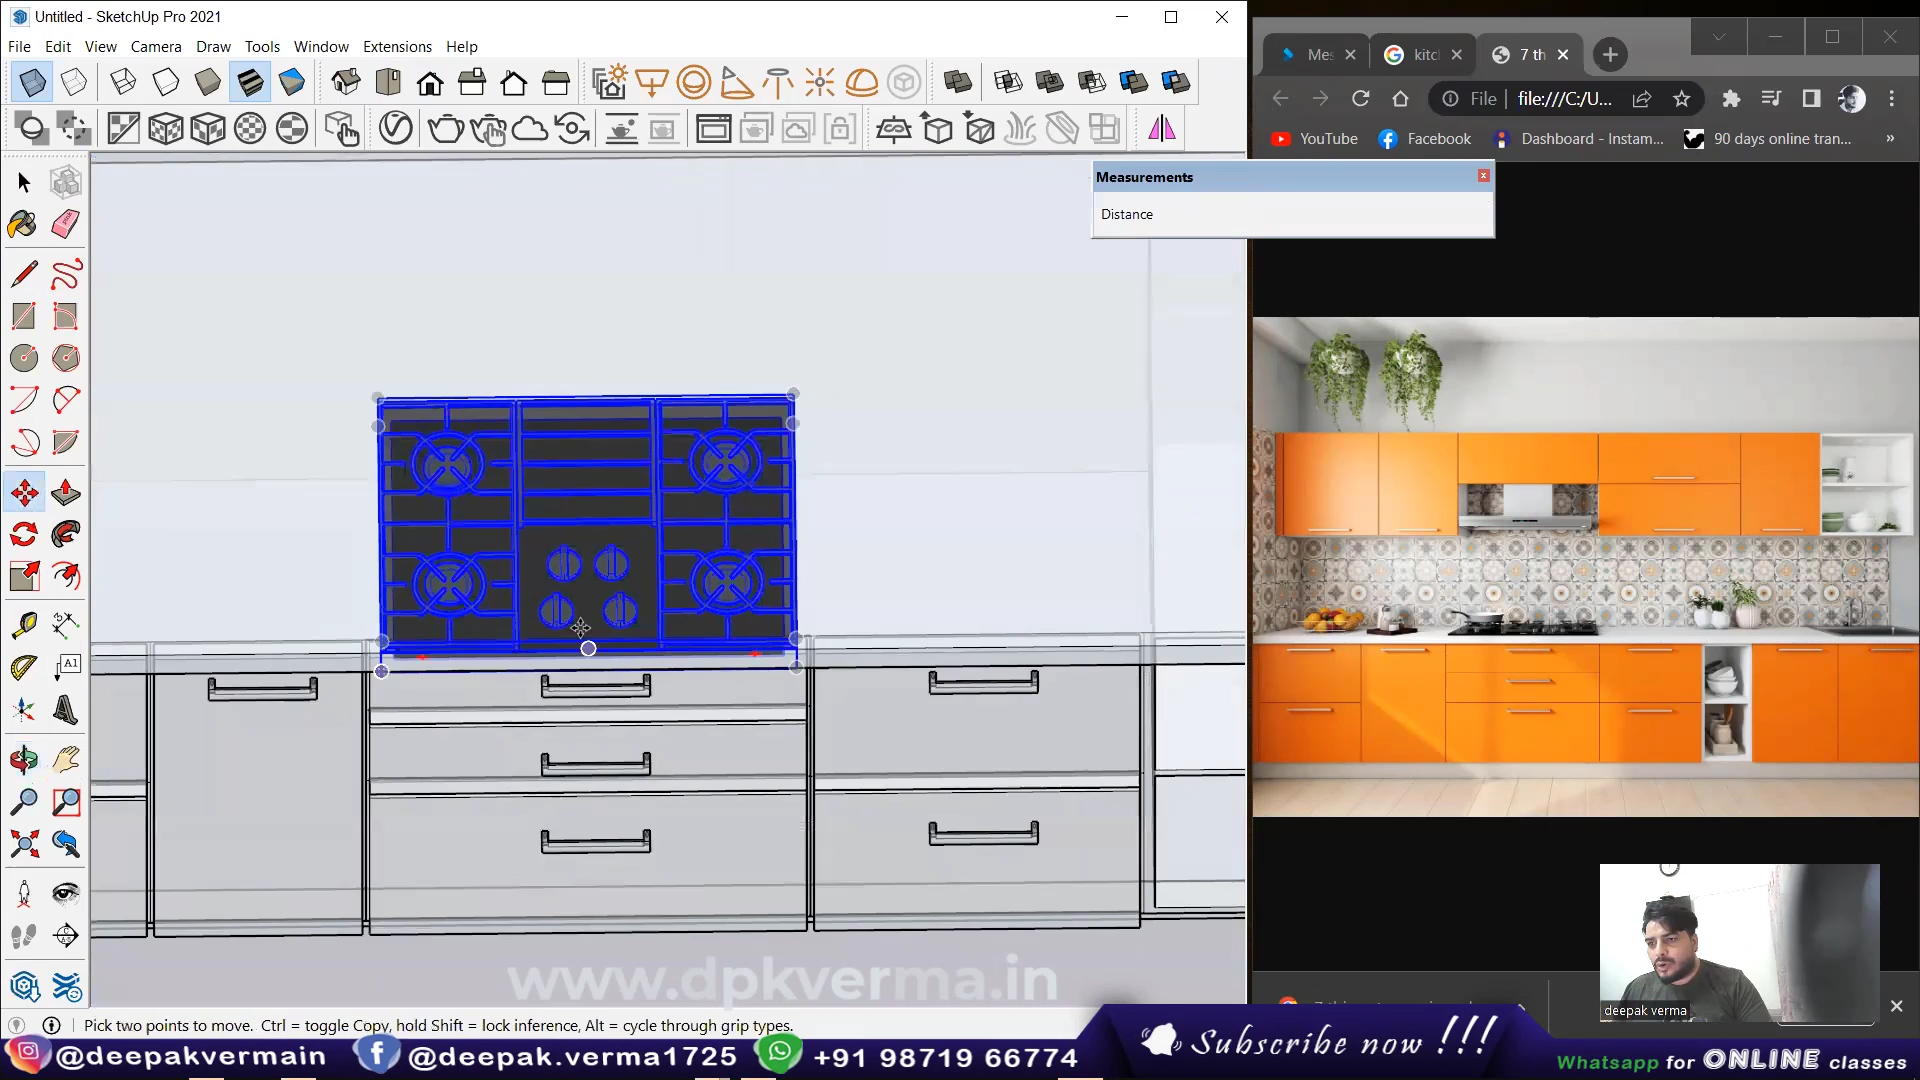 Untitled - SketchUp Pro 2021
File Edit View Camera Draw Tools Window Extensions Help
Measurements
Distance
A1
Pick two points to move. Ctrl = toggle Copy, hold Shift = lock inference, Alt = cycle through grip types.
www.dpkverma.in
Mes
kitcl
7 th
File
file:///C:/U...
YouTube
Facebook
Dashboard - Instam...
90 days online tran...
»
deepak verma
@deepakvermain
@deepak.verma1725
+91 98719 66774
Subscribe now !!!
Whatsapp for ONLINE classes